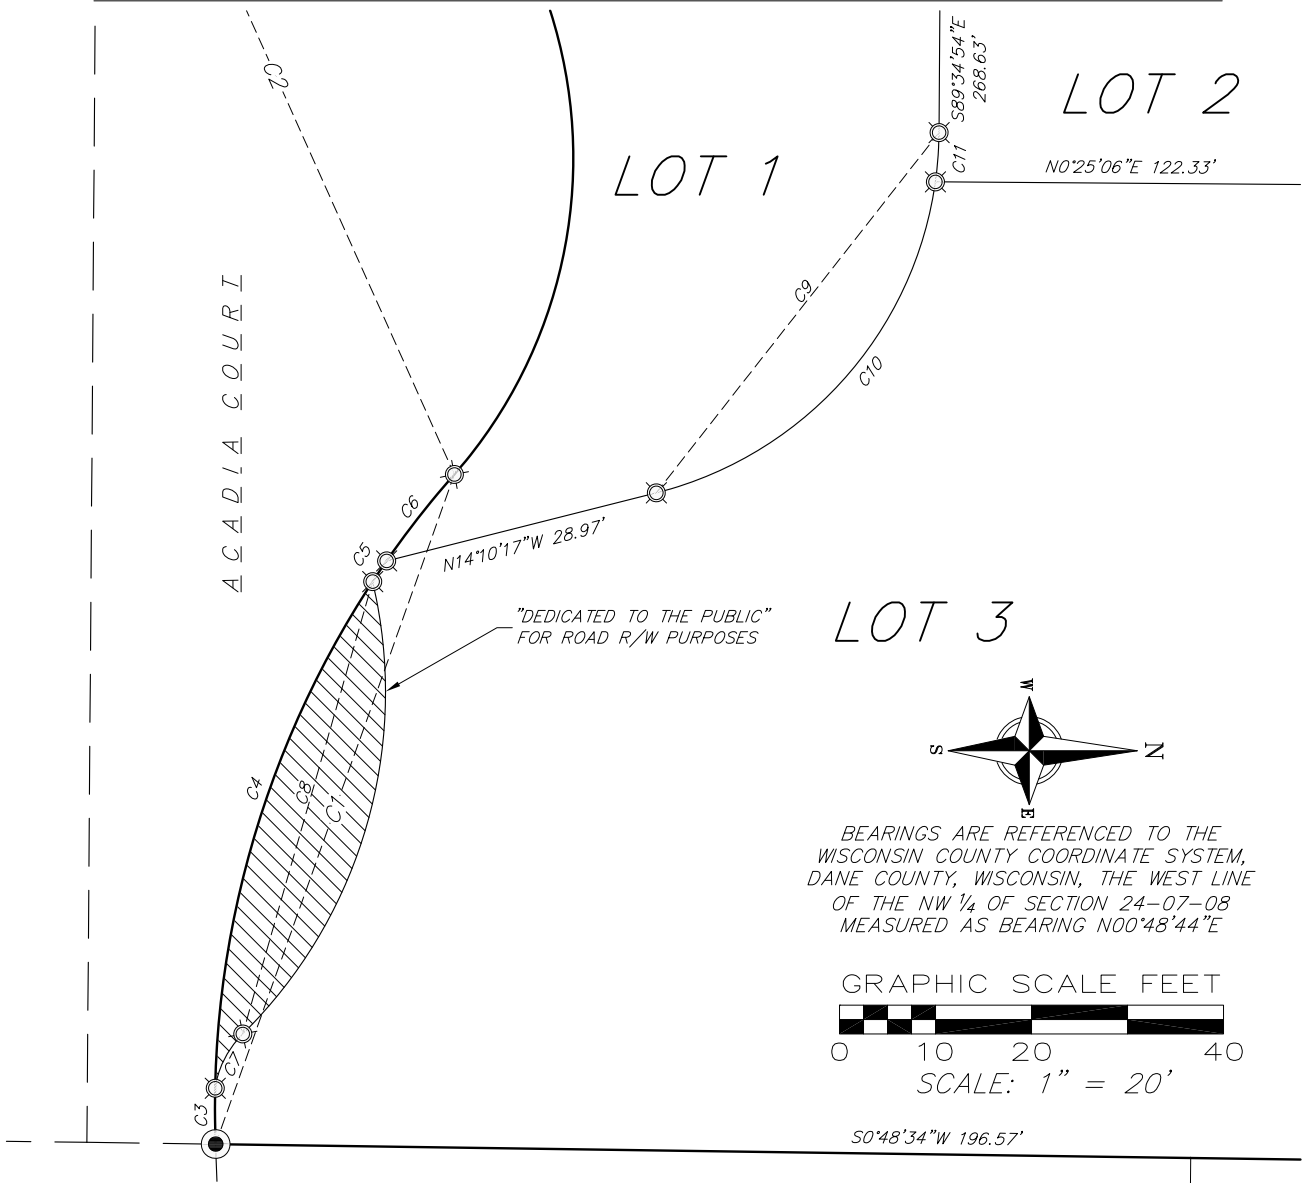 C2
S89°34'54"E
268.63'
LOT 2
LOT 1
C11
N0°25'06"E 122.33'
ACADIA COURT
C9
C10
C6
C5
N14°10'17"W 28.97'
"DEDICATED TO THE PUBLIC"
FOR ROAD R/W PURPOSES
LOT 3
W
S
N
E
C4
C8
C1
BEARINGS ARE REFERENCED TO THE
WISCONSIN COUNTY COORDINATE SYSTEM,
DANE COUNTY, WISCONSIN, THE WEST LINE
OF THE NW 1/4 OF SECTION 24-07-08
MEASURED AS BEARING N00°48'44"E
GRAPHIC SCALE FEET
0 10 20 40
SCALE: 1" = 20'
C7
C3
S0°48'34"W 196.57'